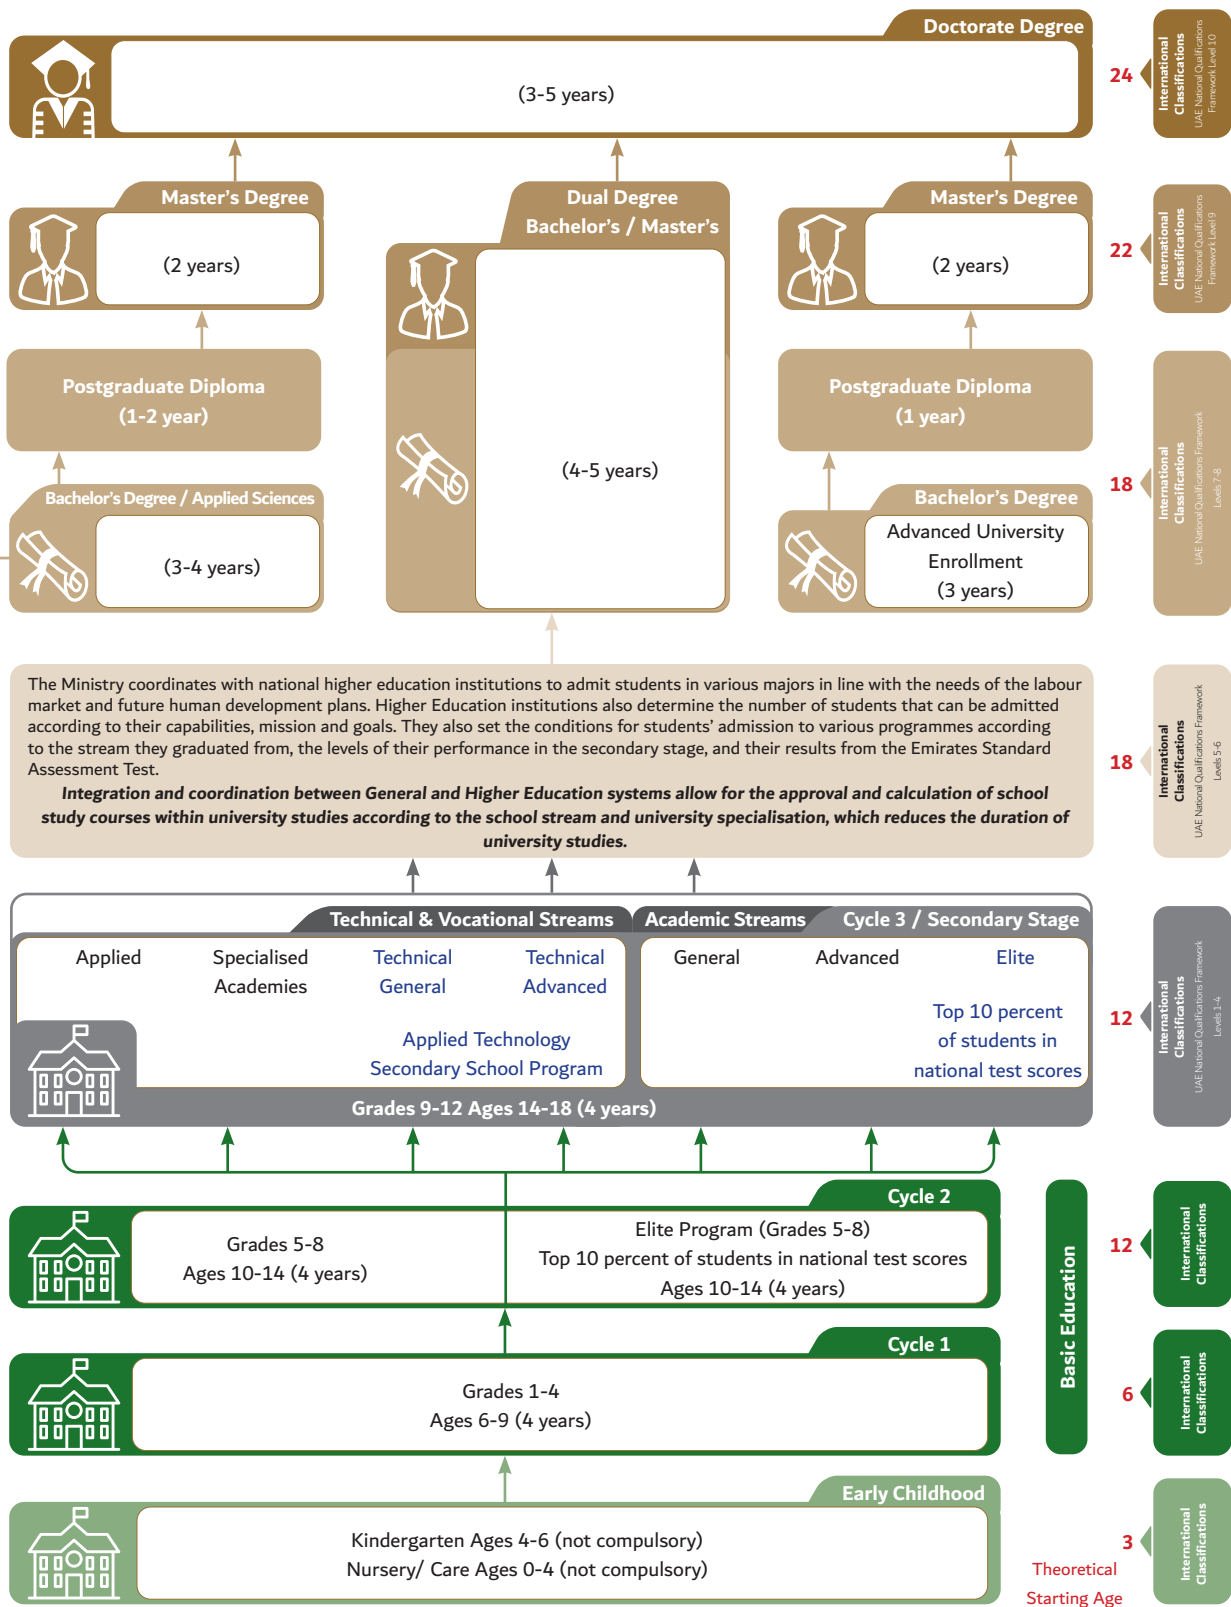 Doctorate Degree
(3-5 years)
24
International
Classifications
UAE National Qualifications
Framework Level 10
Master's Degree
(2 years)
Dual Degree
Bachelor's / Master's
(4-5 years)
Master's Degree
(2 years)
22
International
Classifications
UAE National Qualifications
Framework Level 9
Postgraduate Diploma
(1-2 year)
Postgraduate Diploma
(1 year)
Bachelor's Degree / Applied Sciences
(3-4 years)
Bachelor's Degree
Advanced University
Enrollment
(3 years)
18
International
Classifications
UAE National Qualifications Framework
Levels 7-8
The Ministry coordinates with national higher education institutions to admit students in various majors in line with the needs of the labour
market and future human development plans. Higher Education institutions also determine the number of students that can be admitted
according to their capabilities, mission and goals. They also set the conditions for students' admission to various programmes according
to the stream they graduated from, the levels of their performance in the secondary stage, and their results from the Emirates Standard
Assessment Test.
Integration and coordination between General and Higher Education systems allow for the approval and calculation of school
study courses within university studies according to the school stream and university specialisation, which reduces the duration of
university studies.
18
International
Classifications
UAE National Qualifications Framework
Levels 5-6
Technical & Vocational Streams
Academic Streams
Cycle 3 / Secondary Stage
Applied
Specialised
Academies
Technical
General
Technical
Advanced
Applied Technology
Secondary School Program
General
Advanced
Elite
Top 10 percent
of students in
national test scores
Grades 9-12 Ages 14-18 (4 years)
12
International
Classifications
UAE National Qualifications Framework
Levels 1-4
Cycle 2
Grades 5-8
Ages 10-14 (4 years)
Elite Program (Grades 5-8)
Top 10 percent of students in national test scores
Ages 10-14 (4 years)
12
International
Classifications
Basic Education
Cycle 1
Grades 1-4
Ages 6-9 (4 years)
6
International
Classifications
Early Childhood
Kindergarten Ages 4-6 (not compulsory)
Nursery/ Care Ages 0-4 (not compulsory)
3
Theoretical
Starting Age
International
Classifications